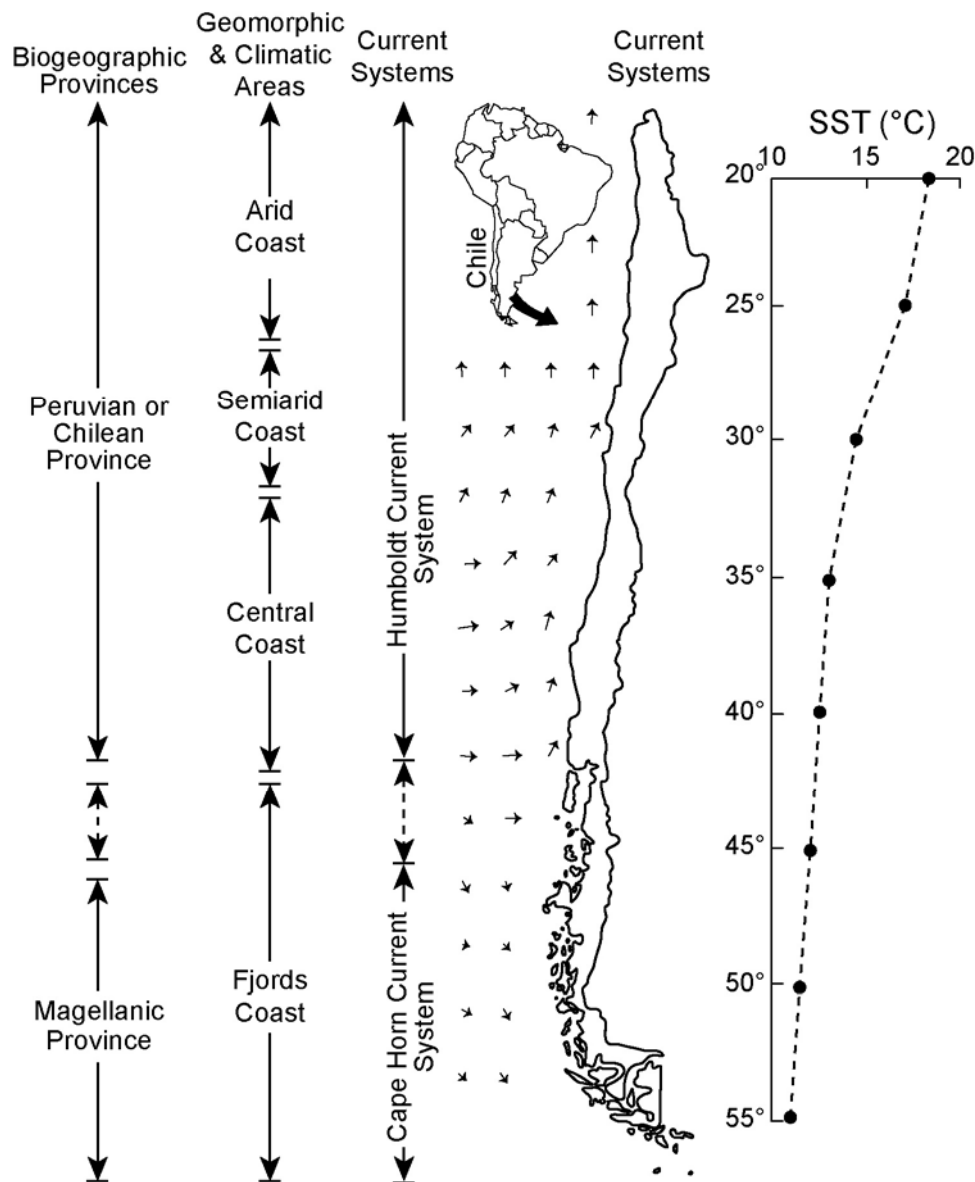 Biogeographic
Provinces
Geomorphic
& Climatic
Areas
Current
Systems
Current
Systems
SST (°C)
10
15
20
20°
25°
30°
35°
40°
45°
50°
55°
Peruvian or
Chilean
Province
Magellanic
Province
Arid
Coast
Semiarid
Coast
Central
Coast
Fjords
Coast
Humboldt Current
System
Cape Horn Current
System
Chile